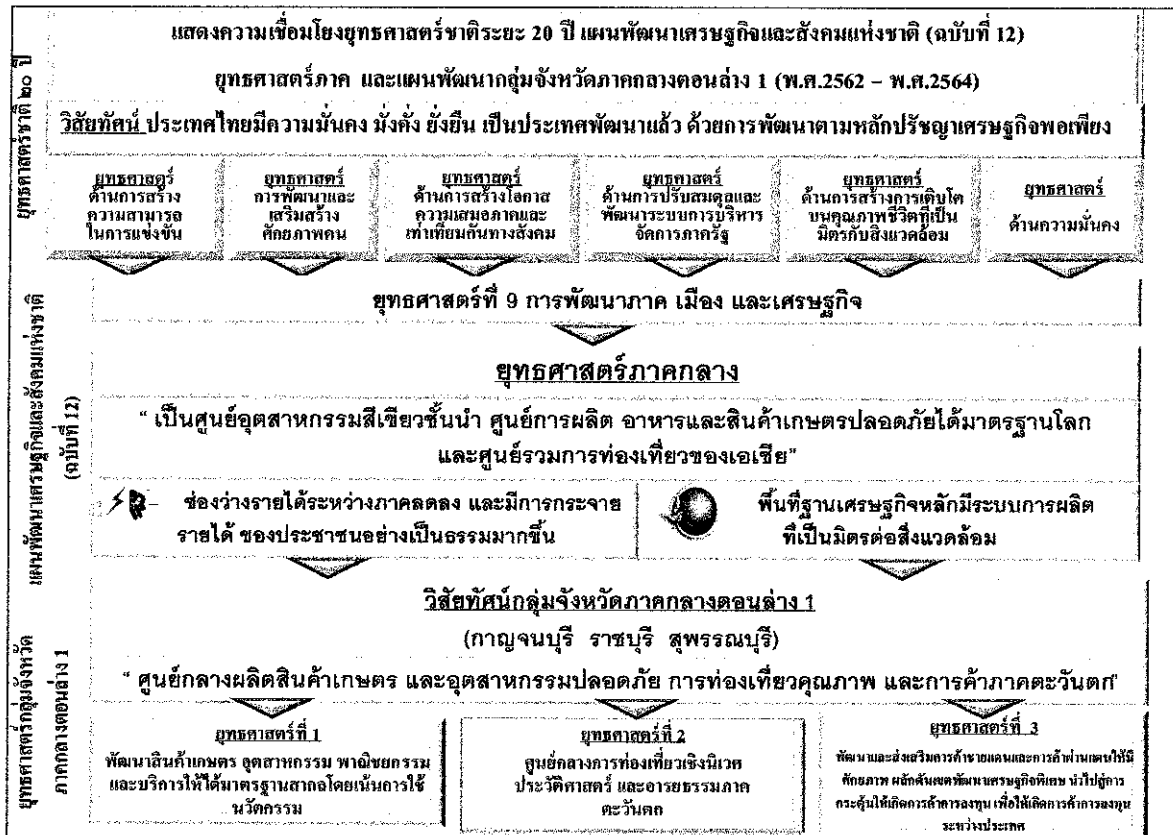 แสดงความเชื่อมโยงยุทธศาสตร์ชาติระยะ 20 ปี แผนพัฒนาเศรษฐกิจและสังคมแห่งชาติ (ฉบับที่ 12)
ยุทธศาสตร์ภาค และแผนพัฒนากลุ่มจังหวัดภาคกลางตอนล่าง 1 (พ.ศ.2562 – พ.ศ.2564)
ยุทธศาสตร์ชาติ ๒๐ ปี
วิสัยทัศน์ ประเทศไทยมีความมั่นคง มั่งคั่ง ยั่งยืน เป็นประเทศพัฒนาแล้ว ด้วยการพัฒนาตามหลักปรัชญาเศรษฐกิจพอเพียง
ยุทธศาสตร์
ด้านการสร้าง
ความสามารถ
ในการแข่งขัน
ยุทธศาสตร์
การพัฒนาและ
เสริมสร้าง
ศักยภาพคน
ยุทธศาสตร์
ด้านการสร้างโอกาส
ความเสมอภาคและ
เท่าเทียมกันทางสังคม
ยุทธศาสตร์
ด้านการปรับสมดุลและ
พัฒนาระบบการบริหาร
จัดการภาครัฐ
ยุทธศาสตร์
ด้านการสร้างการเติบโต
บนคุณภาพชีวิตที่เป็น
มิตรกับสิ่งแวดล้อม
ยุทธศาสตร์
ด้านความมั่นคง
แผนพัฒนาเศรษฐกิจและสังคมแห่งชาติ
(ฉบับที่ 12)
ยุทธศาสตร์ที่ 9 การพัฒนาภาค เมือง และเศรษฐกิจ
ยุทธศาสตร์ภาคกลาง
“ เป็นศูนย์อุตสาหกรรมสีเขียวชั้นนำ ศูนย์การผลิต อาหารและสินค้าเกษตรปลอดภัยได้มาตรฐานโลก
และศูนย์รวมการท่องเที่ยวของเอเชีย”
ช่องว่างรายได้ระหว่างภาคลดลง และมีการกระจาย
รายได้ ของประชาชนอย่างเป็นธรรมมากขึ้น
พื้นที่ฐานเศรษฐกิจหลักมีระบบการผลิต
ที่เป็นมิตรต่อสิ่งแวดล้อม
ยุทธศาสตร์กลุ่มจังหวัด
ภาคกลางตอนล่าง 1
วิสัยทัศน์กลุ่มจังหวัดภาคกลางตอนล่าง 1
(กาญจนบุรี ราชบุรี สุพรรณบุรี)
“ ศูนย์กลางผลิตสินค้าเกษตร และอุตสาหกรรมปลอดภัย การท่องเที่ยวคุณภาพ และการค้าภาคตะวันตก”
ยุทธศาสตร์ที่ 1
พัฒนาสินค้าเกษตร อุตสาหกรรม พาณิชยกรรม
และบริการให้ได้มาตรฐานสากลโดยเน้นการใช้
นวัตกรรม
ยุทธศาสตร์ที่ 2
ศูนย์กลางการท่องเที่ยวเชิงนิเวศ
ประวัติศาสตร์ และอารยธรรมภาค
ตะวันตก
ยุทธศาสตร์ที่ 3
พัฒนาและส่งเสริมการค้าชายแดนและการค้าผ่านแดนให้มี
ศักยภาพ ผลักดันเขตพัฒนาเศรษฐกิจพิเศษ นำไปสู่การ
กระตุ้นให้เกิดการค้าการลงทุน เพื่อให้เกิดการค้าการลงทุน
ระหว่างประเทศ